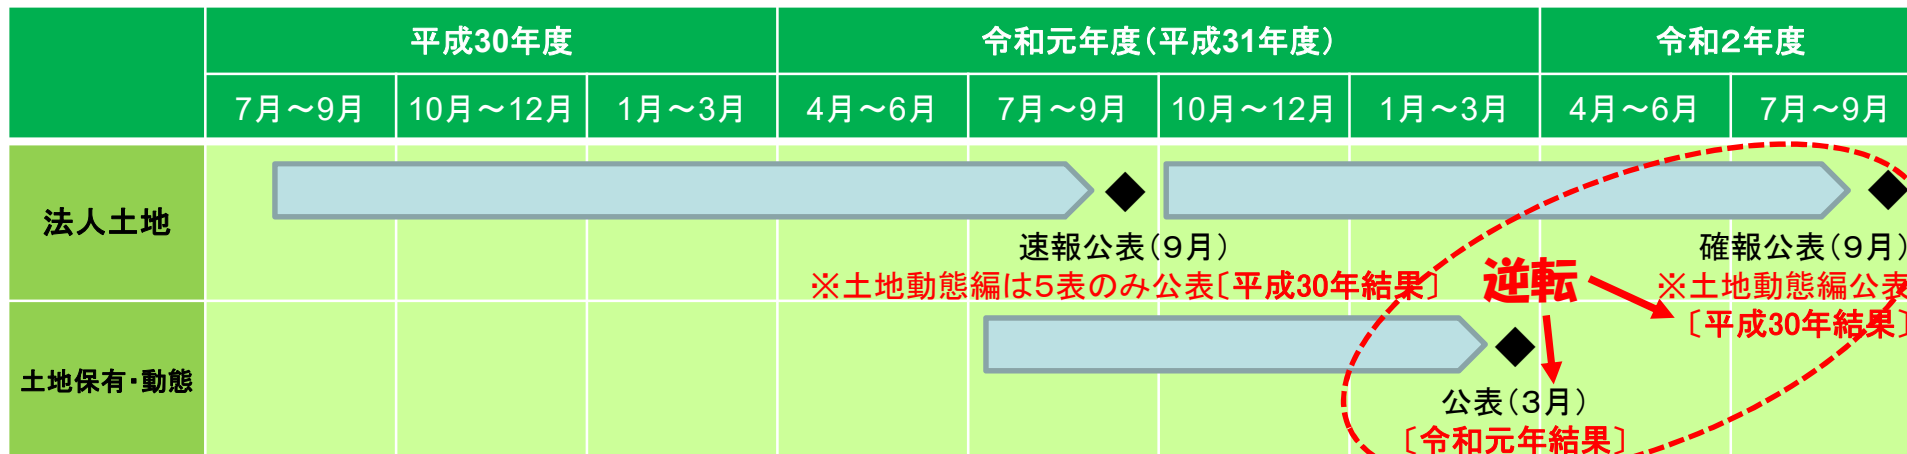 平成30年度 令和元年度(平成31年度) 令和2年度
7月～9月 10月～12月 1月～3月 4月～6月 7月～9月 10月～12月 1月～3月 4月～6月 7月～9月
法人土地
速報公表(9月) 確報公表(9月)
※土地動態編は5表のみ公表〔平成30年結果〕 逆転 ※土地動態編公表
〔平成30年結果〕
土地保有・動態
公表(3月)
〔令和元年結果〕